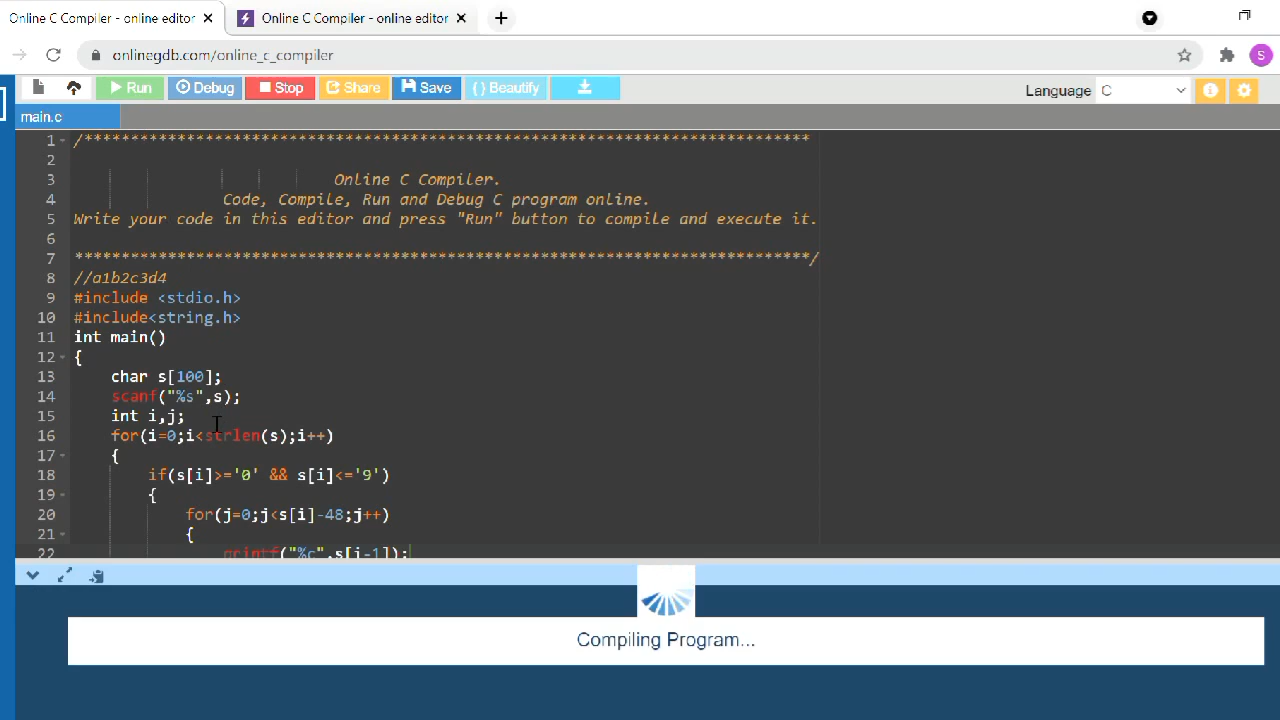 Online C Compiler - online editor
Online C Compiler - online editor
onlinegdb.com/online_c_compiler
S
Run Debug Stop Share Save { } Beautify
Language C
main.c
1 /******************************************************************************
2
3 Online C Compiler.
4 Code, Compile, Run and Debug C program online.
5 Write your code in this editor and press "Run" button to compile and execute it.
6
7 *******************************************************************************/
8 //a1b2c3d4
9 #include <stdio.h>
10 #include<string.h>
11 int main()
12 {
13 char s[100];
14 scanf("%s",s);
15 int i,j;
16 for(i=0;i<strlen(s);i++)
17 {
18 if(s[i]>='0' && s[i]<='9')
19 {
20 for(j=0;j<s[i]-48;j++)
21 {
22 printf("%c",s[i-1]);
Compiling Program...